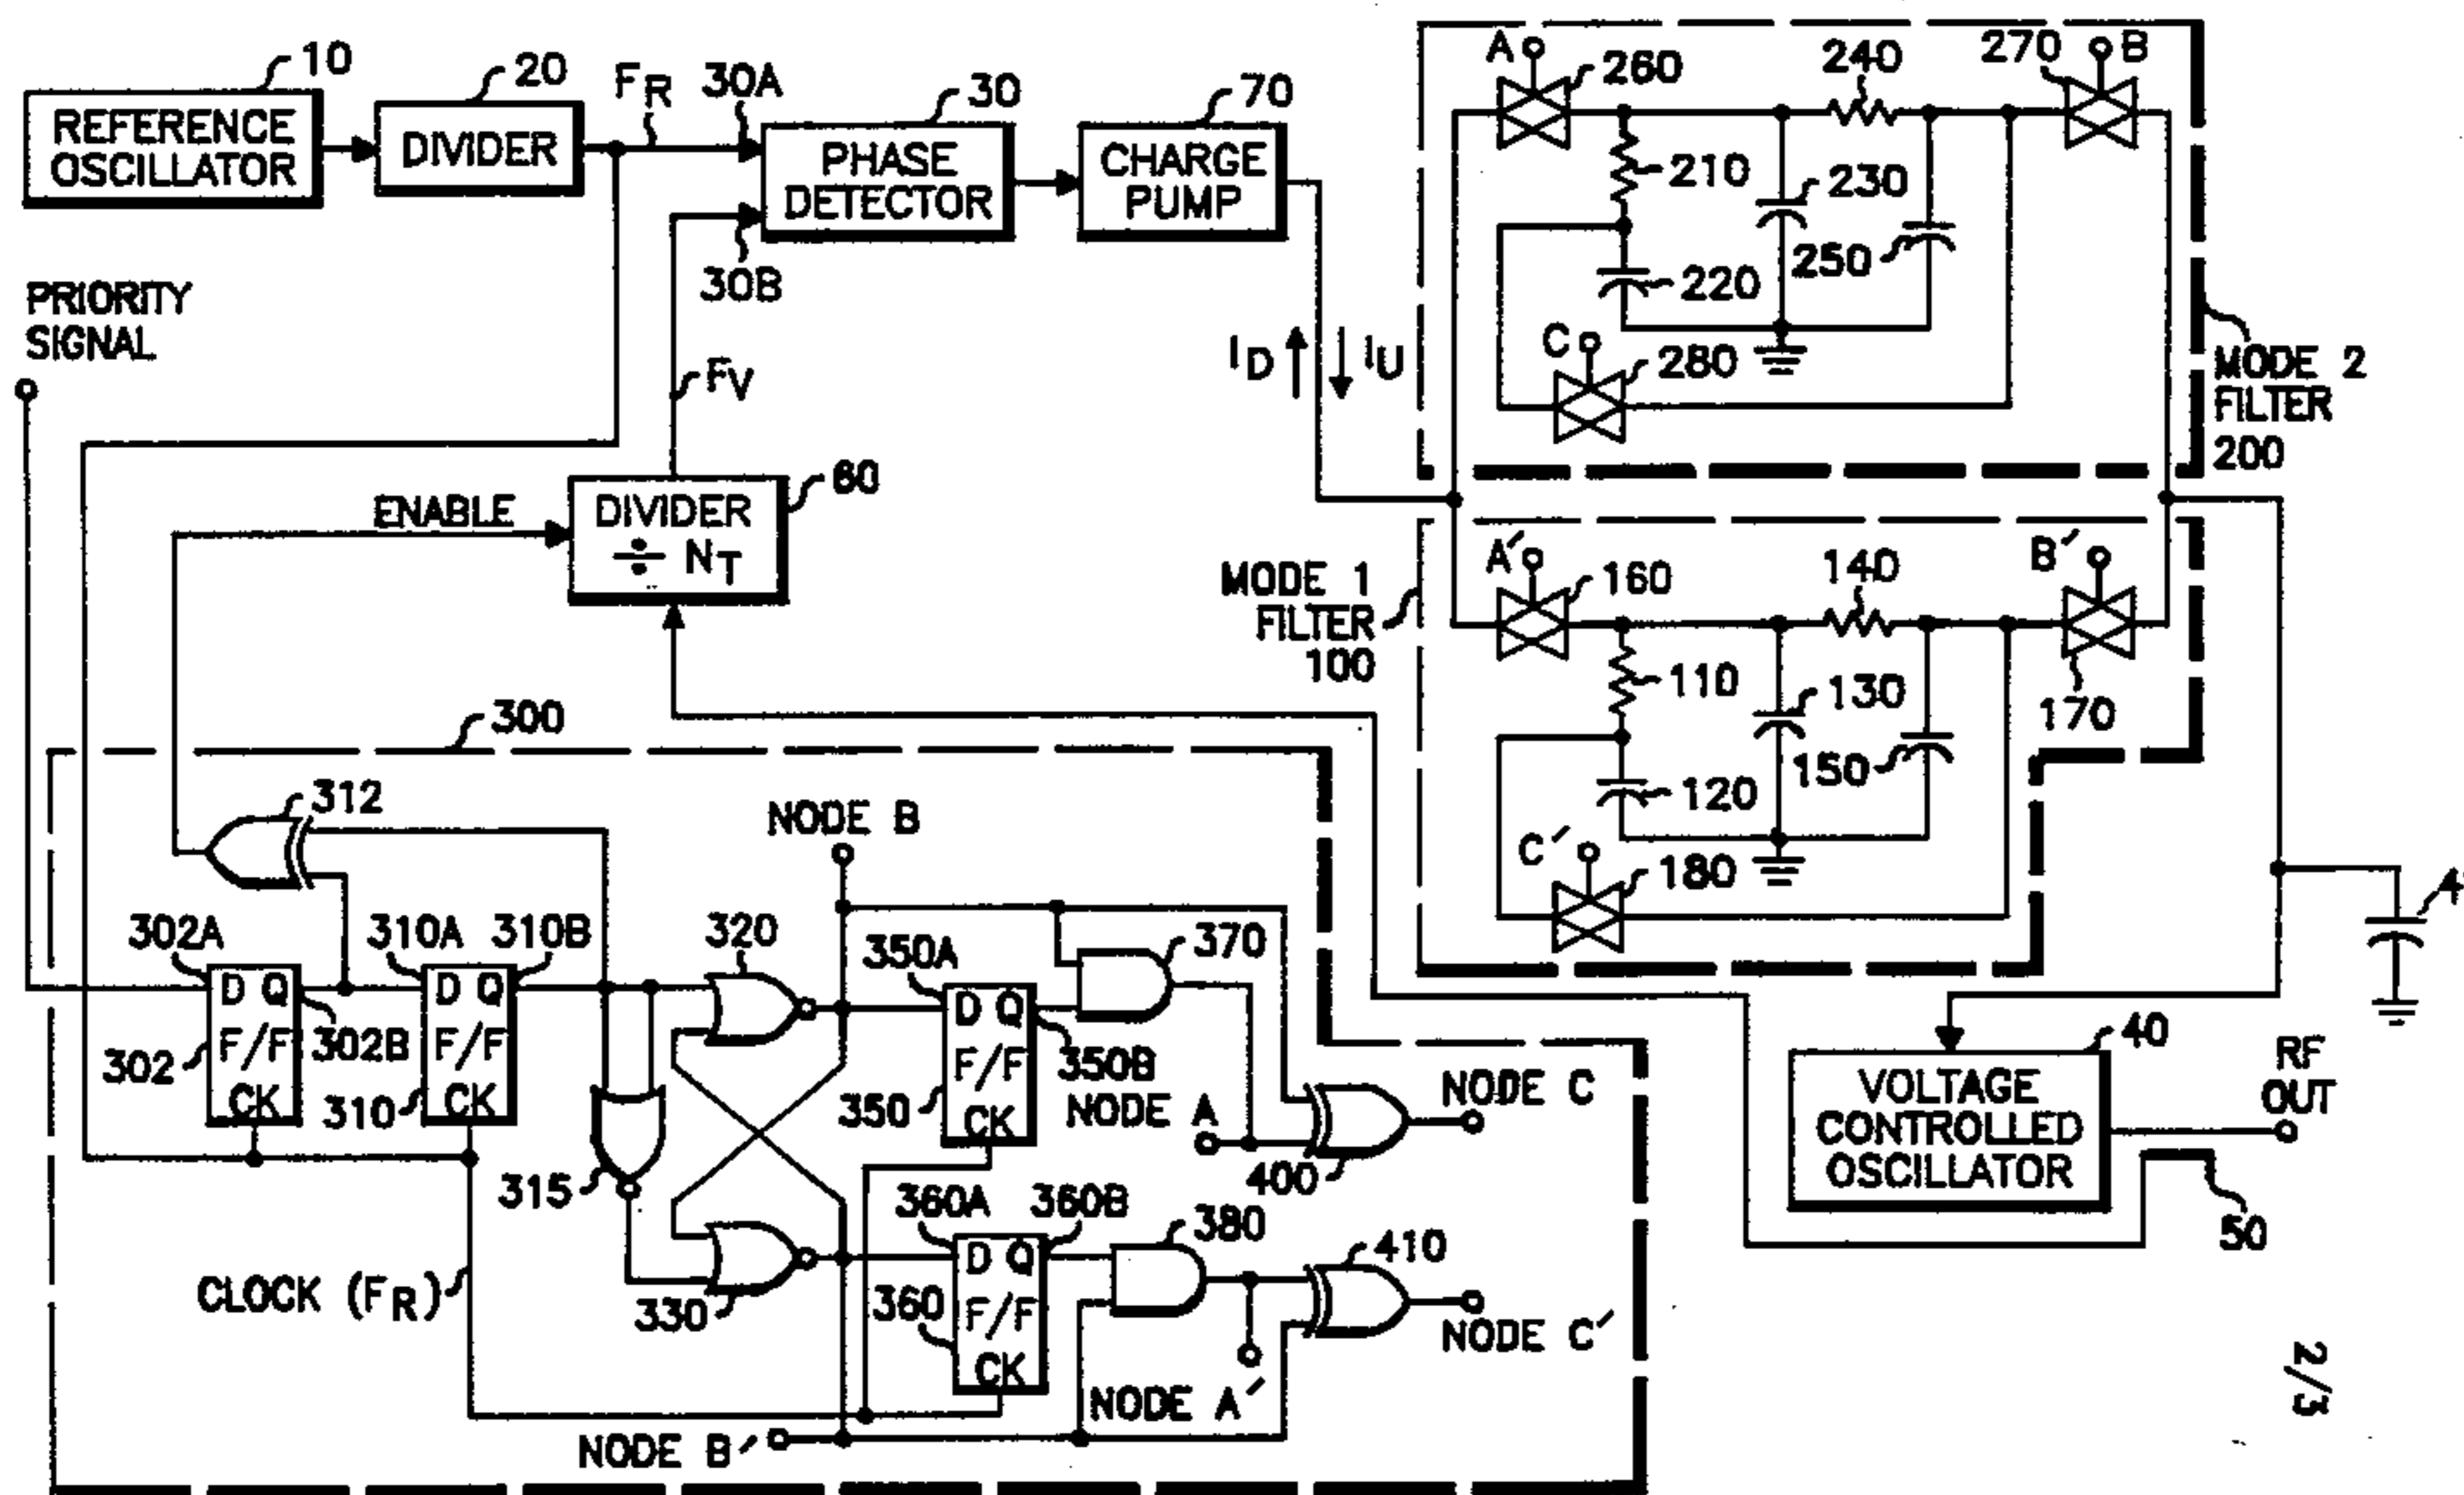 10
REFERENCE
OSCILLATOR
20
DIVIDER
FR
30A
30
PHASE
DETECTOR
30B
70
CHARGE
PUMP
PRIORITY
SIGNAL
FV
ID
IU
ENABLE
60
DIVIDER
÷ NT
A
260
240
270
B
210
230
220
250
C
280
MODE 2
FILTER
200
MODE 1
FILTER
100
A′
160
140
B′
110
130
170
120
150
C′
180
300
312
NODE B
302A
310A
310B
320
350A
370
D Q
F/F
CK
302
302B
D Q
F/F
CK
310
D Q
F/F
CK
350
350B
NODE A
NODE C
400
315
330
360A
360B
380
410
D Q
F/F
CK
360
CLOCK (FR)
NODE A′
NODE C′
NODE B′
40
VOLTAGE
CONTROLLED
OSCILLATOR
RF
OUT
50
2/3